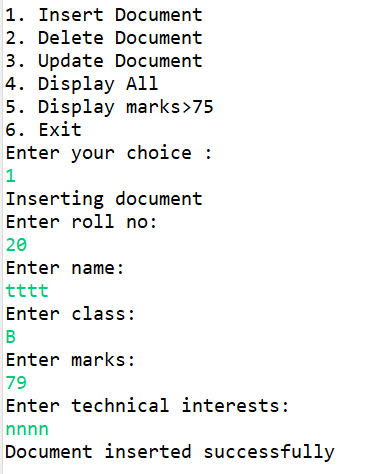 1. Insert Document
2. Delete Document
3. Update Document
4. Display All
5. Display marks>75
6. Exit
Enter your choice :
1
Inserting document
Enter roll no:
20
Enter name:
tttt
Enter class:
B
Enter marks:
79
Enter technical interests:
nnnn
Document inserted successfully